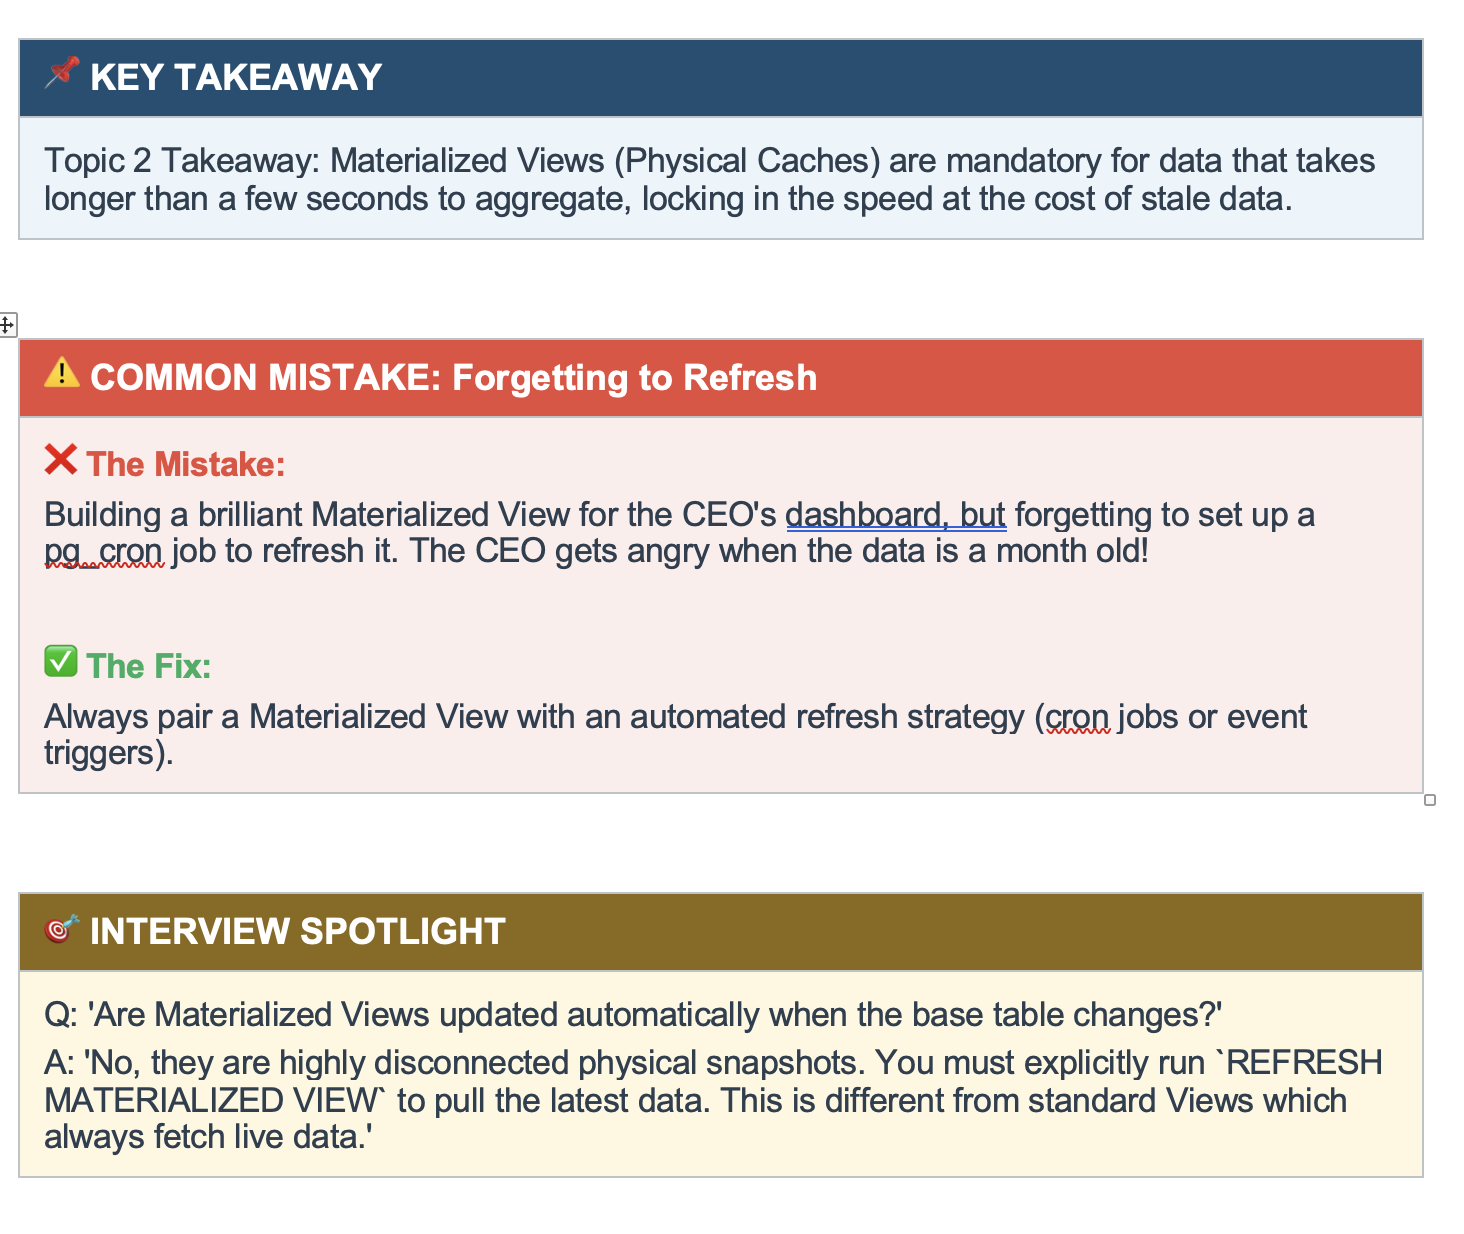 📌 KEY TAKEAWAY
Topic 2 Takeaway: Materialized Views (Physical Caches) are mandatory for data that takes
longer than a few seconds to aggregate, locking in the speed at the cost of stale data.
⚠️ COMMON MISTAKE: Forgetting to Refresh
❌ The Mistake:
Building a brilliant Materialized View for the CEO's dashboard, but forgetting to set up a
pg_cron job to refresh it. The CEO gets angry when the data is a month old!
✅ The Fix:
Always pair a Materialized View with an automated refresh strategy (cron jobs or event
triggers).
🎯 INTERVIEW SPOTLIGHT
Q: 'Are Materialized Views updated automatically when the base table changes?'
A: 'No, they are highly disconnected physical snapshots. You must explicitly run `REFRESH
MATERIALIZED VIEW` to pull the latest data. This is different from standard Views which
always fetch live data.'